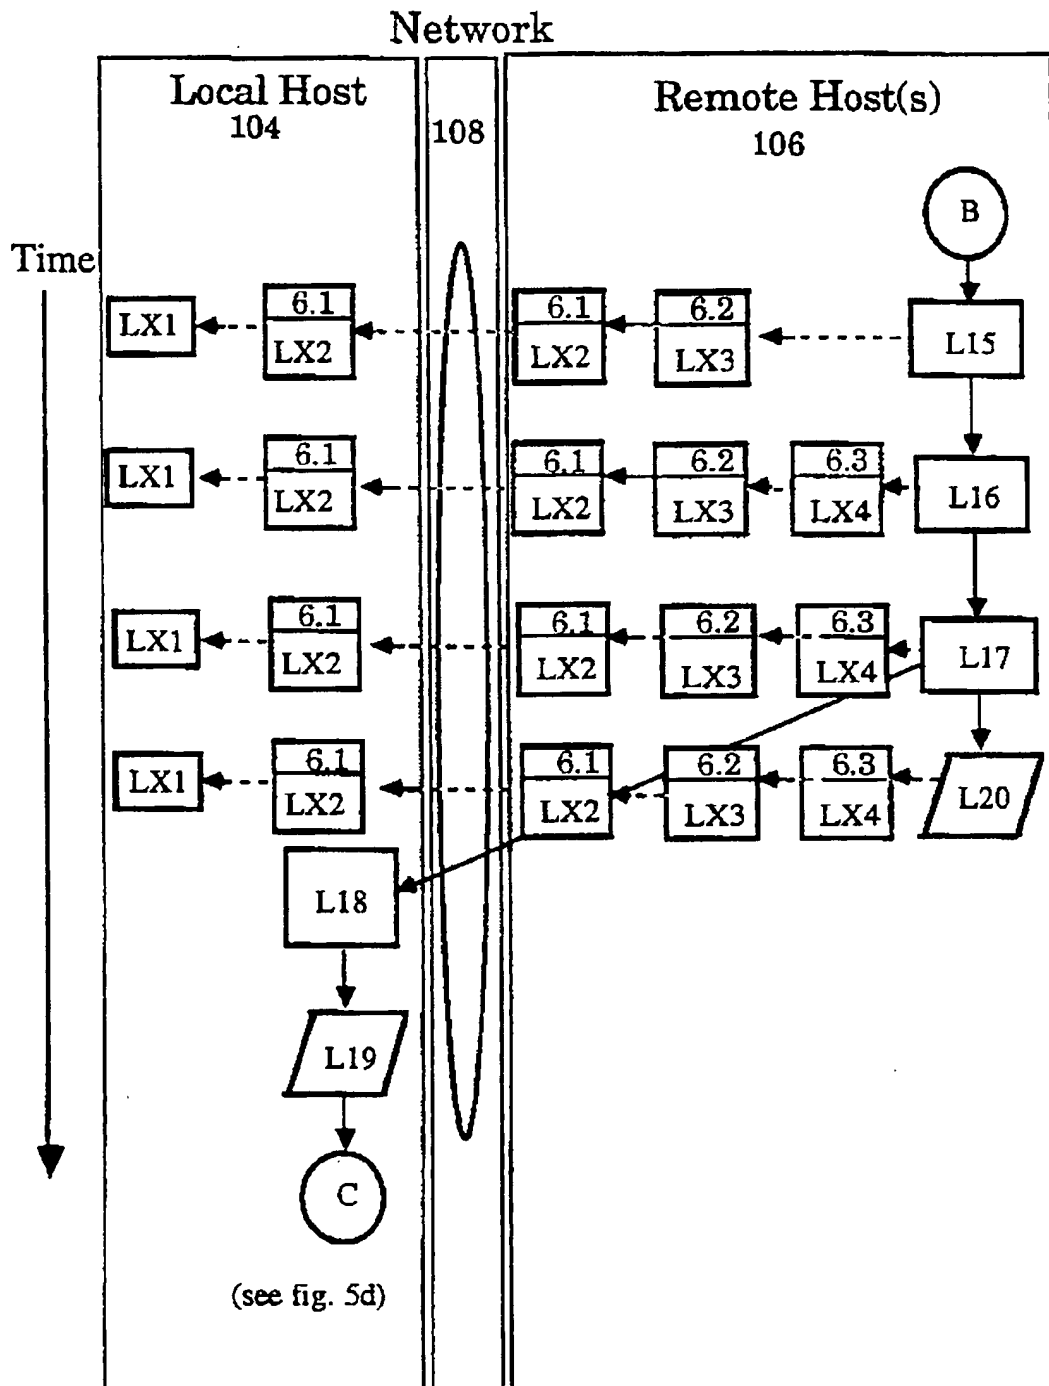 Network
Local Host
104
108
Remote Host(s)
106
B
Time
LX1
6.1
LX2
6.1
LX2
6.2
LX3
L15
LX1
6.1
LX2
6.1
LX2
6.2
LX3
6.3
LX4
L16
LX1
6.1
LX2
6.1
LX2
6.2
LX3
6.3
LX4
L17
LX1
6.1
LX2
6.1
LX2
6.2
LX3
6.3
LX4
L20
L18
L19
C
(see fig. 5d)